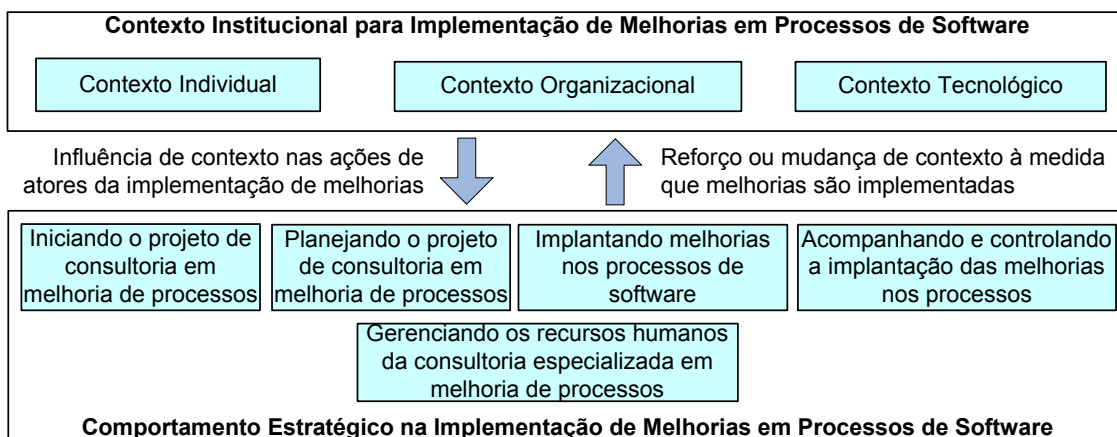 Contexto Institucional para Implementação de Melhorias em Processos de Software
Contexto Individual
Contexto Organizacional
Contexto Tecnológico
Influência de contexto nas ações de
atores da implementação de melhorias
Reforço ou mudança de contexto à medida
que melhorias são implementadas
Iniciando o projeto de
consultoria em
melhoria de processos
Planejando o projeto
de consultoria em
melhoria de processos
Implantando melhorias
nos processos de
software
Acompanhando e controlando
a implantação das melhorias
nos processos
Gerenciando os recursos humanos
da consultoria especializada em
melhoria de processos
Comportamento Estratégico na Implementação de Melhorias em Processos de Software